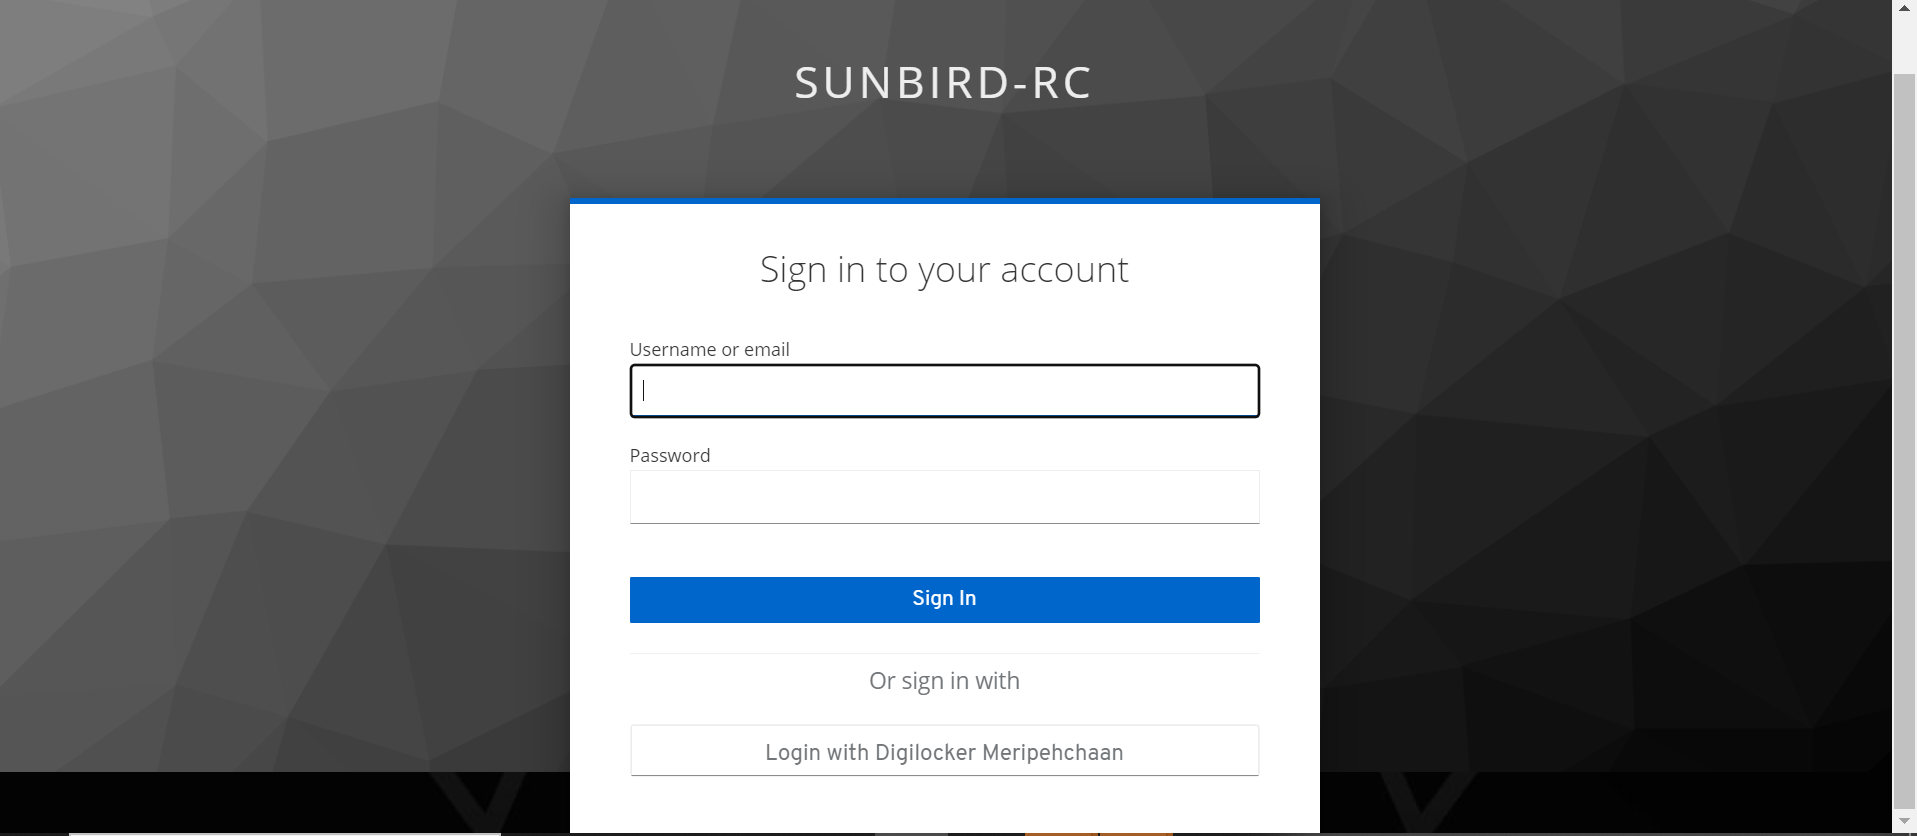 SUNBIRD-RC
Sign in to your account
Username or email
Password
Sign In
Or sign in with
Login with Digilocker Meripehchaan